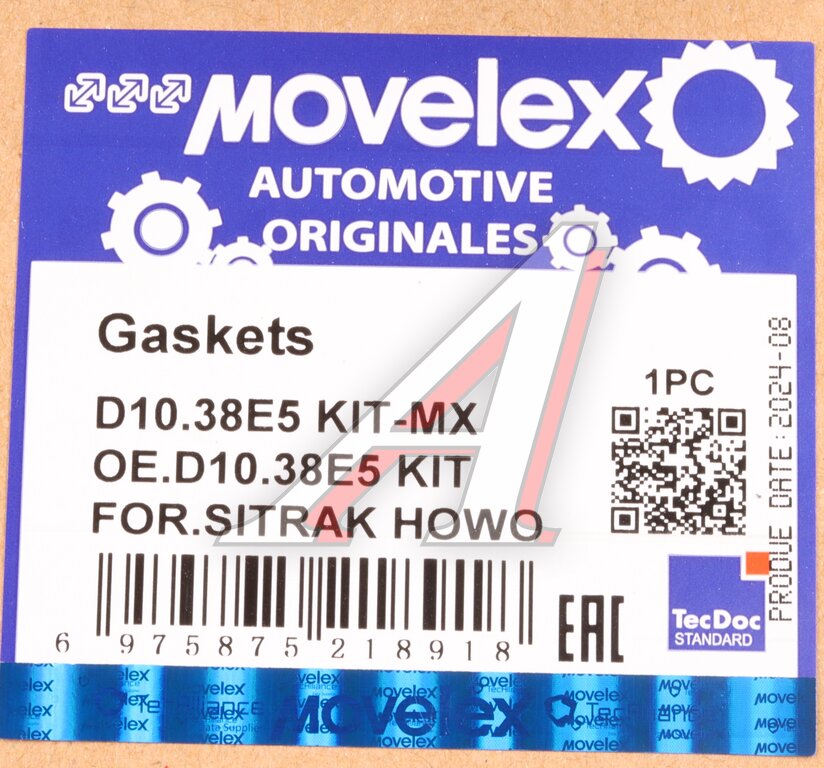 MOVELEX
AUTOMOTIVE
ORIGINALES
Gaskets
D10.38E5 KIT-MX
OE.D10.38E5 KIT
FOR.SITRAK HOWO
1PC
PRODUE DATE:2024-08
6 975875 218918
EAC
TecDoc
STANDARD
MOVELEX
TechIliance